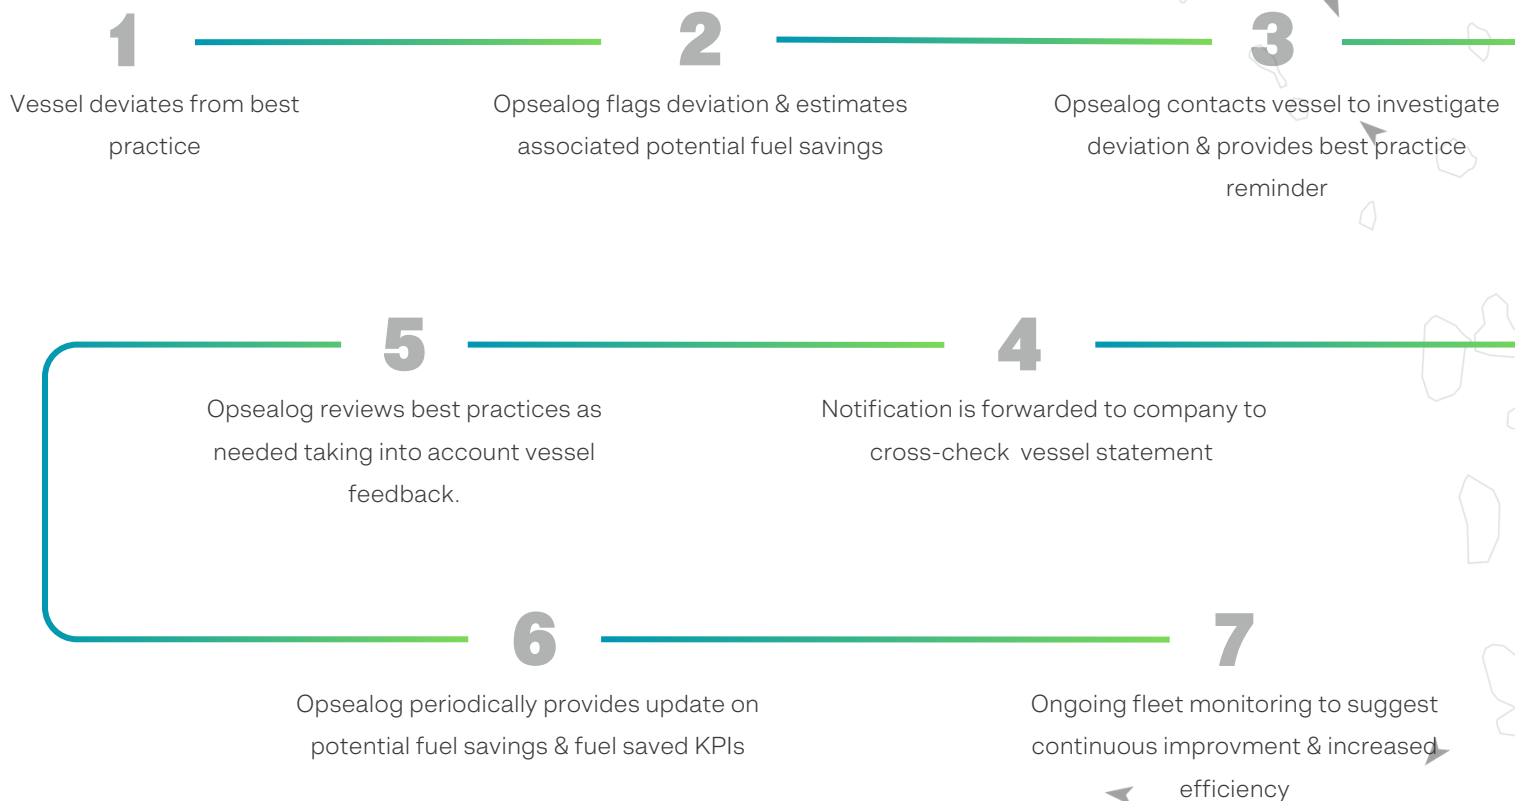 1
Vessel deviates from best
practice
2
Opsealog flags deviation & estimates
associated potential fuel savings
3
Opsealog contacts vessel to investigate
deviation & provides best practice
reminder
4
Notification is forwarded to company to
cross-check vessel statement
5
Opsealog reviews best practices as
needed taking into account vessel
feedback.
6
Opsealog periodically provides update on
potential fuel savings & fuel saved KPIs
7
Ongoing fleet monitoring to suggest
continuous improvment & increased
efficiency